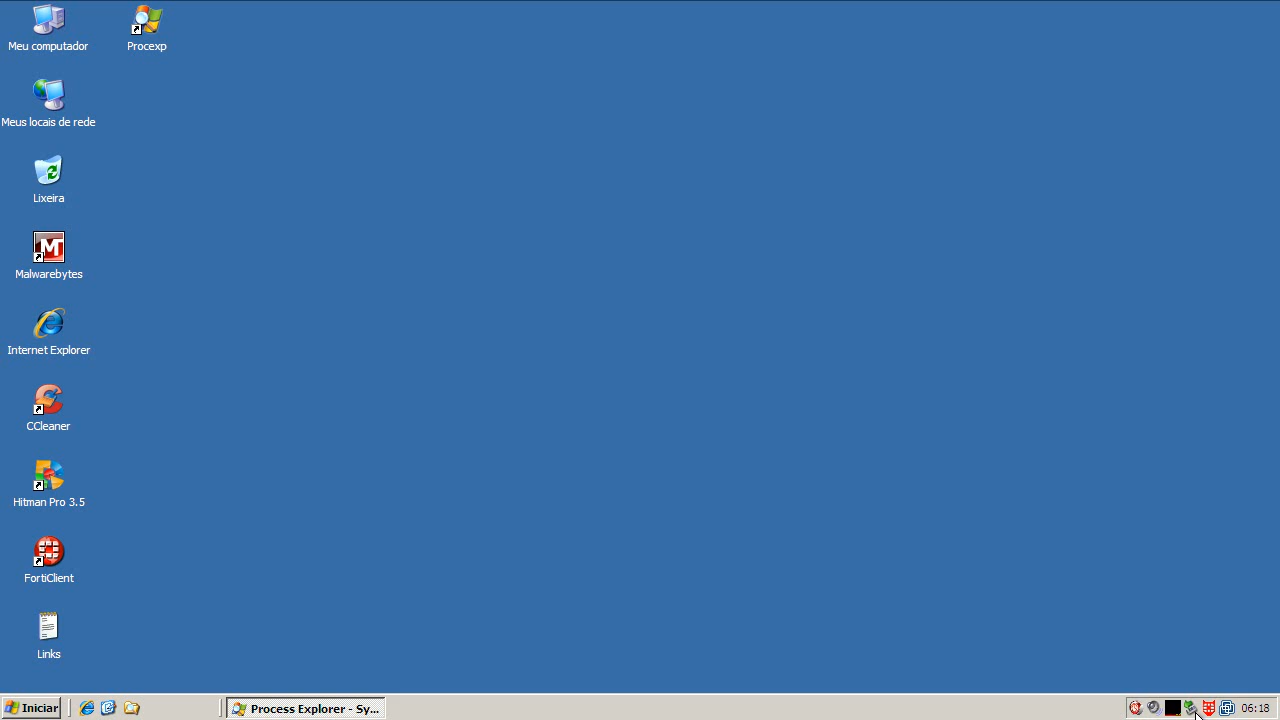 Meu computador
Procexp
Meus locais de rede
Lixeira
Malwarebytes
Internet Explorer
CCleaner
Hitman Pro 3.5
FortiClient
Links
Iniciar
Process Explorer - Sy...
06:18